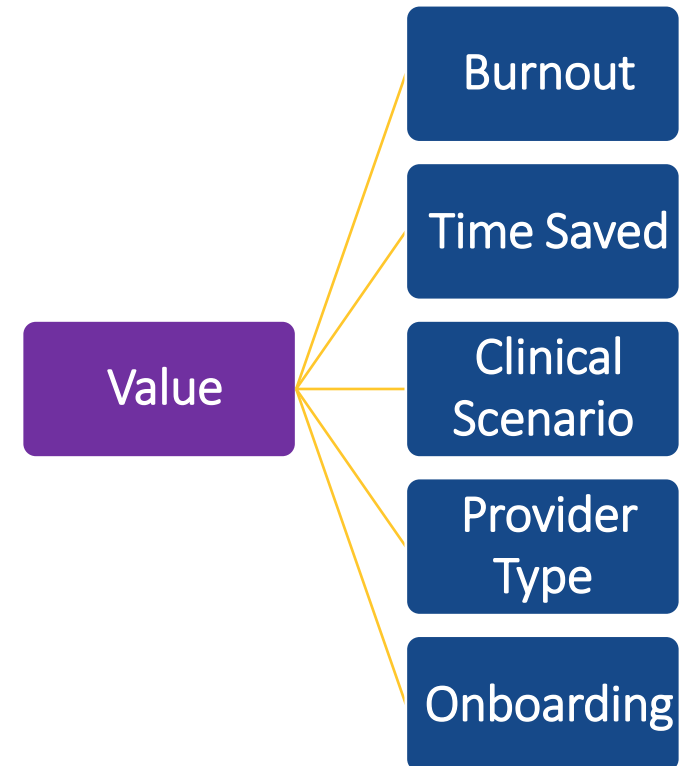 Burnout
Time Saved
Value
Clinical
Scenario
Provider
Type
Onboarding